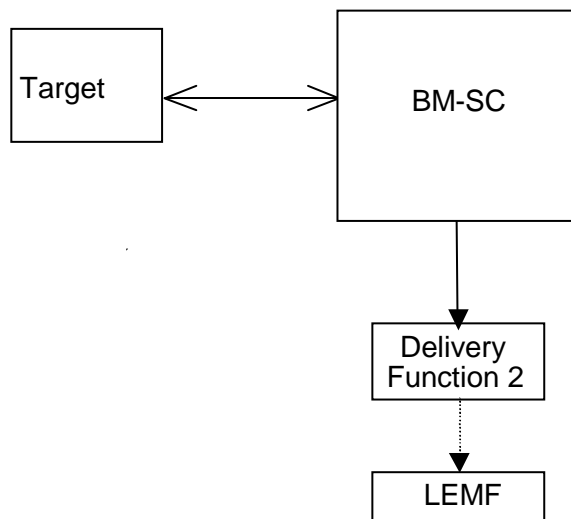 Target
BM-SC
Delivery
Function 2
LEMF